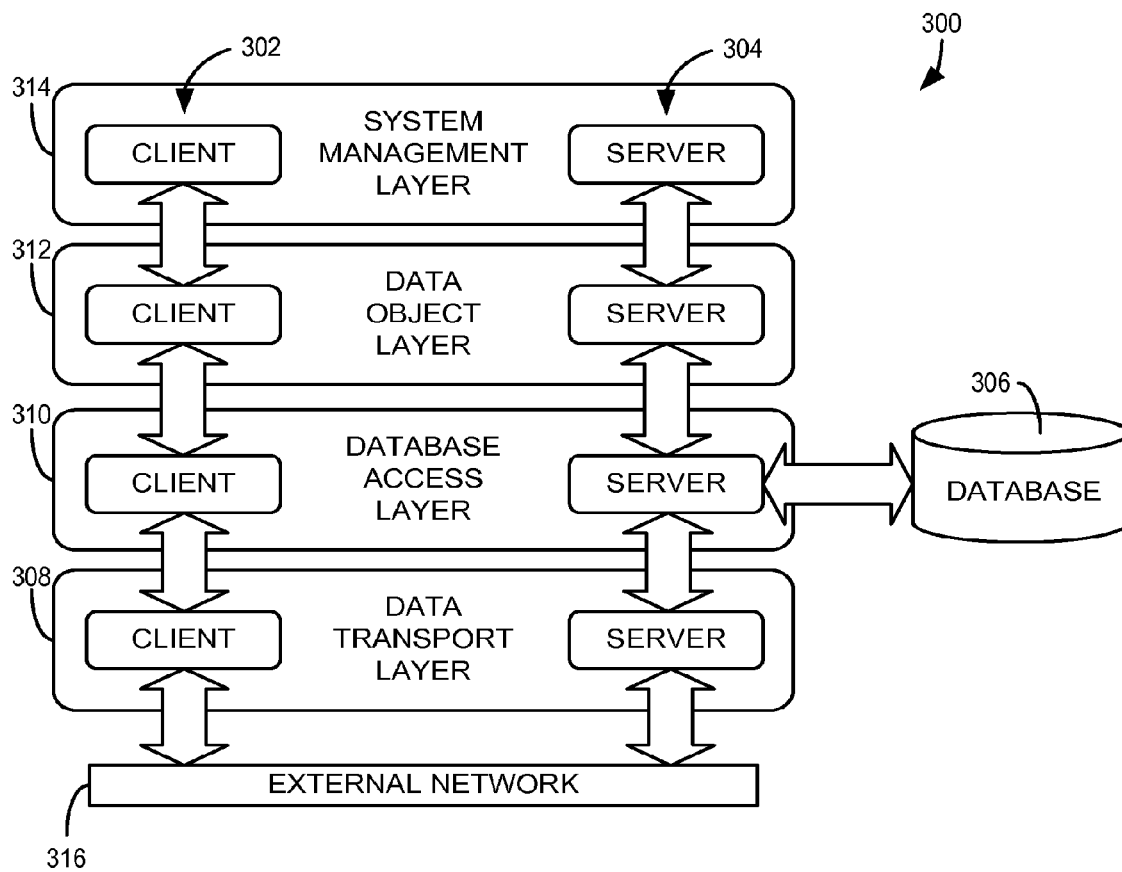 300
302
304
314
CLIENT
SYSTEM
MANAGEMENT
LAYER
SERVER
312
CLIENT
DATA
OBJECT
LAYER
SERVER
310
CLIENT
DATABASE
ACCESS
LAYER
SERVER
306
DATABASE
308
CLIENT
DATA
TRANSPORT
LAYER
SERVER
EXTERNAL NETWORK
316